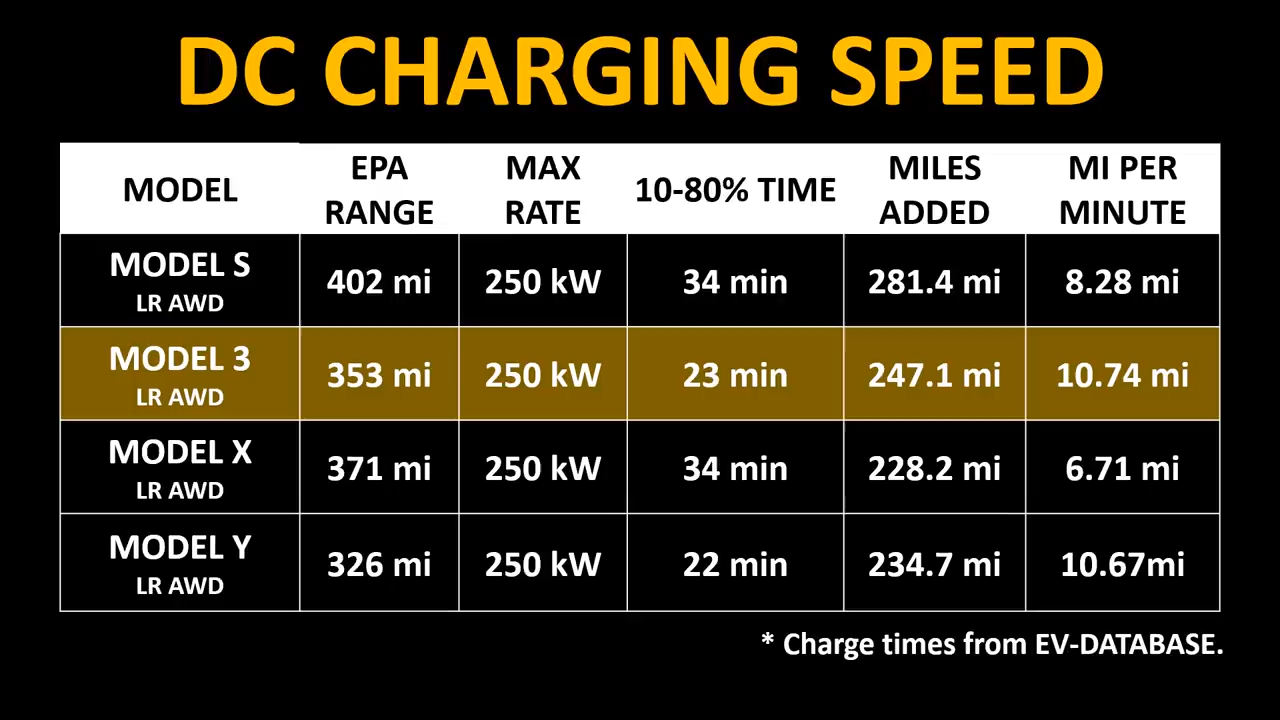 DC CHARGING SPEED
MODEL EPA RANGE MAX RATE 10-80% TIME MILES ADDED MI PER MINUTE
MODEL S LR AWD 402 mi 250 kW 34 min 281.4 mi 8.28 mi
MODEL 3 LR AWD 353 mi 250 kW 23 min 247.1 mi 10.74 mi
MODEL X LR AWD 371 mi 250 kW 34 min 228.2 mi 6.71 mi
MODEL Y LR AWD 326 mi 250 kW 22 min 234.7 mi 10.67mi
* Charge times from EV-DATABASE.